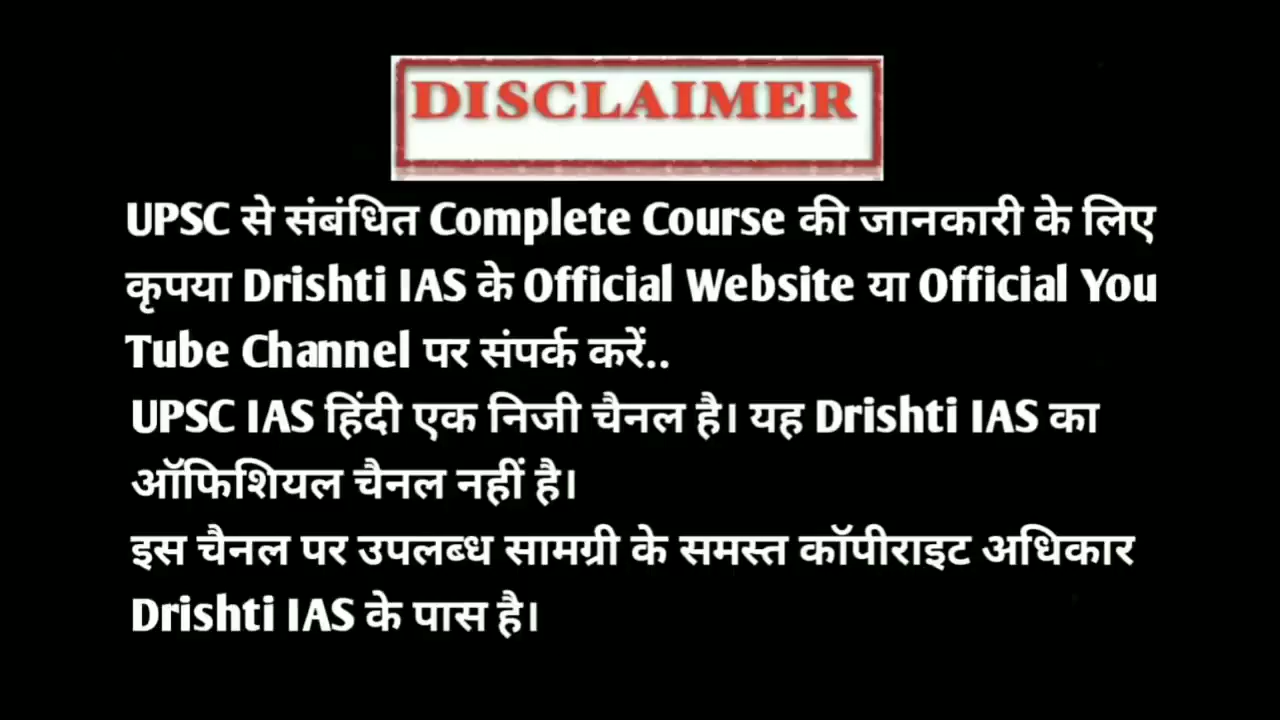 DISCLAIMER
UPSC से संबंधित Complete Course की जानकारी के लिए
कृपया Drishti IAS के Official Website या Official You
Tube Channel पर संपर्क करें..
UPSC IAS हिंदी एक निजी चैनल है। यह Drishti IAS का
ऑफिशियल चैनल नहीं है।
इस चैनल पर उपलब्ध सामग्री के समस्त कॉपीराइट अधिकार
Drishti IAS के पास है।